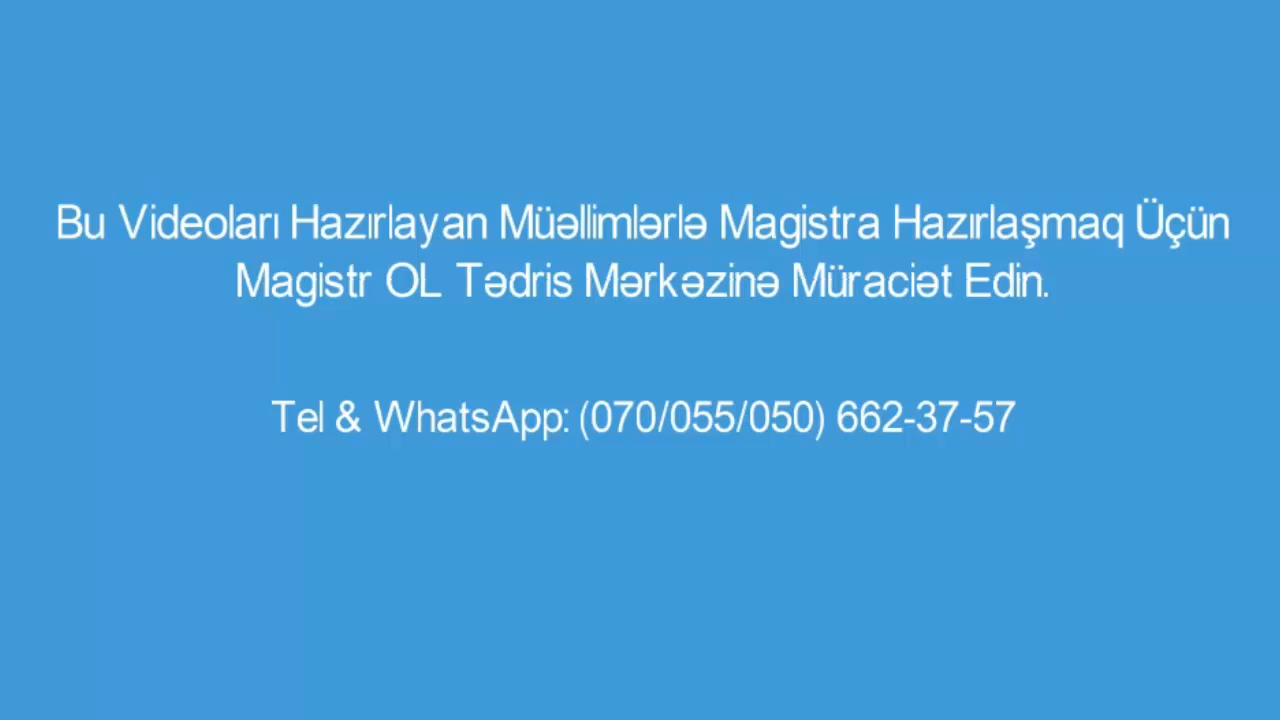 Bu Videoları Hazırlayan Müəllimlərlə Magistra Hazırlaşmaq Üçün
Magistr OL Tədris Mərkəzinə Müraciət Edin.
Tel & WhatsApp: (070/055/050) 662-37-57